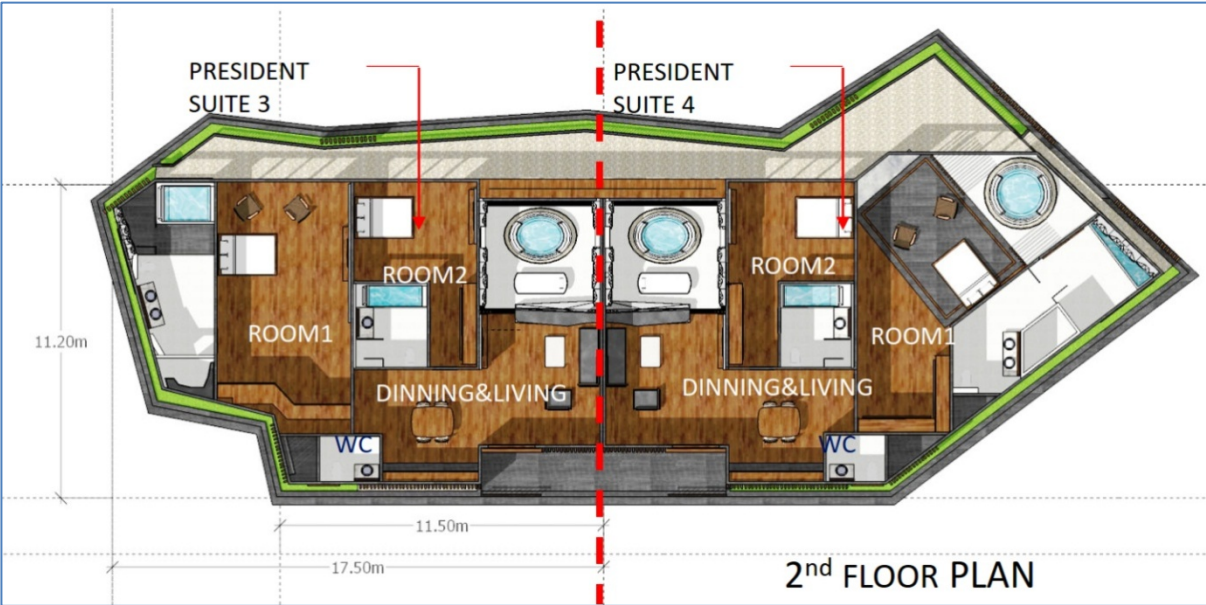 PRESIDENT
SUITE 3
PRESIDENT
SUITE 4
ROOM2
ROOM2
ROOM1
ROOM1
11.20m
DINNING&LIVING
DINNING&LIVING
WC
WC
11.50m
17.50m
2nd FLOOR PLAN